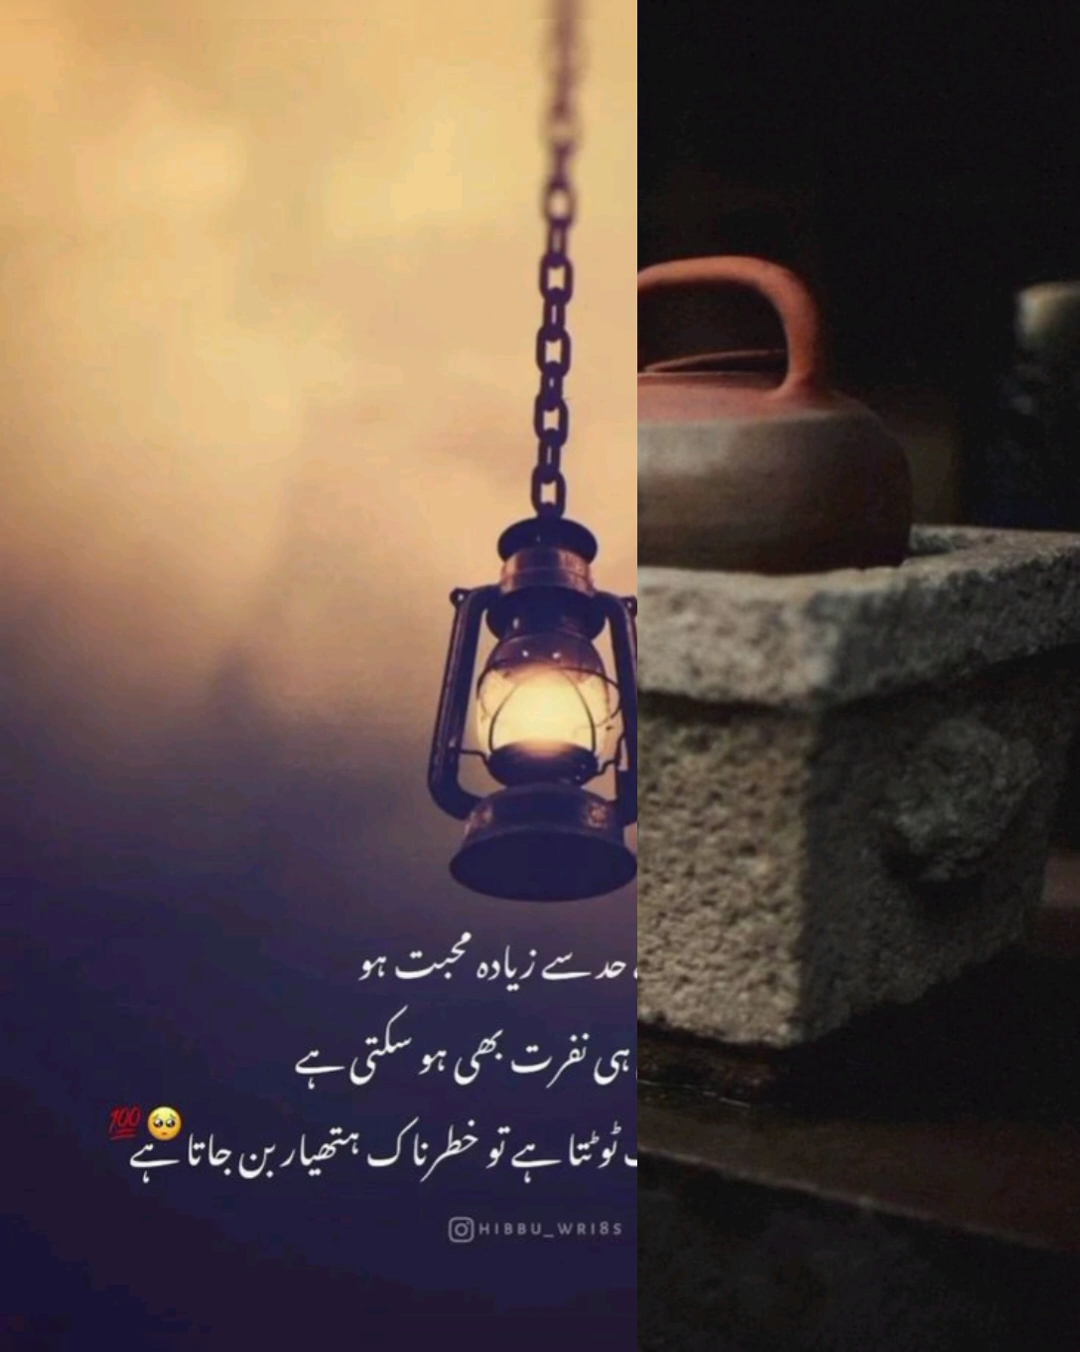 حد سے زیادہ محبت ہو
ہی نفرت بھی ہو سکتی ہے
ٹوٹتا ہے تو خطرناک ہتھیار بن جاتا ہے 🥺💯
HIBBU_WRI8S